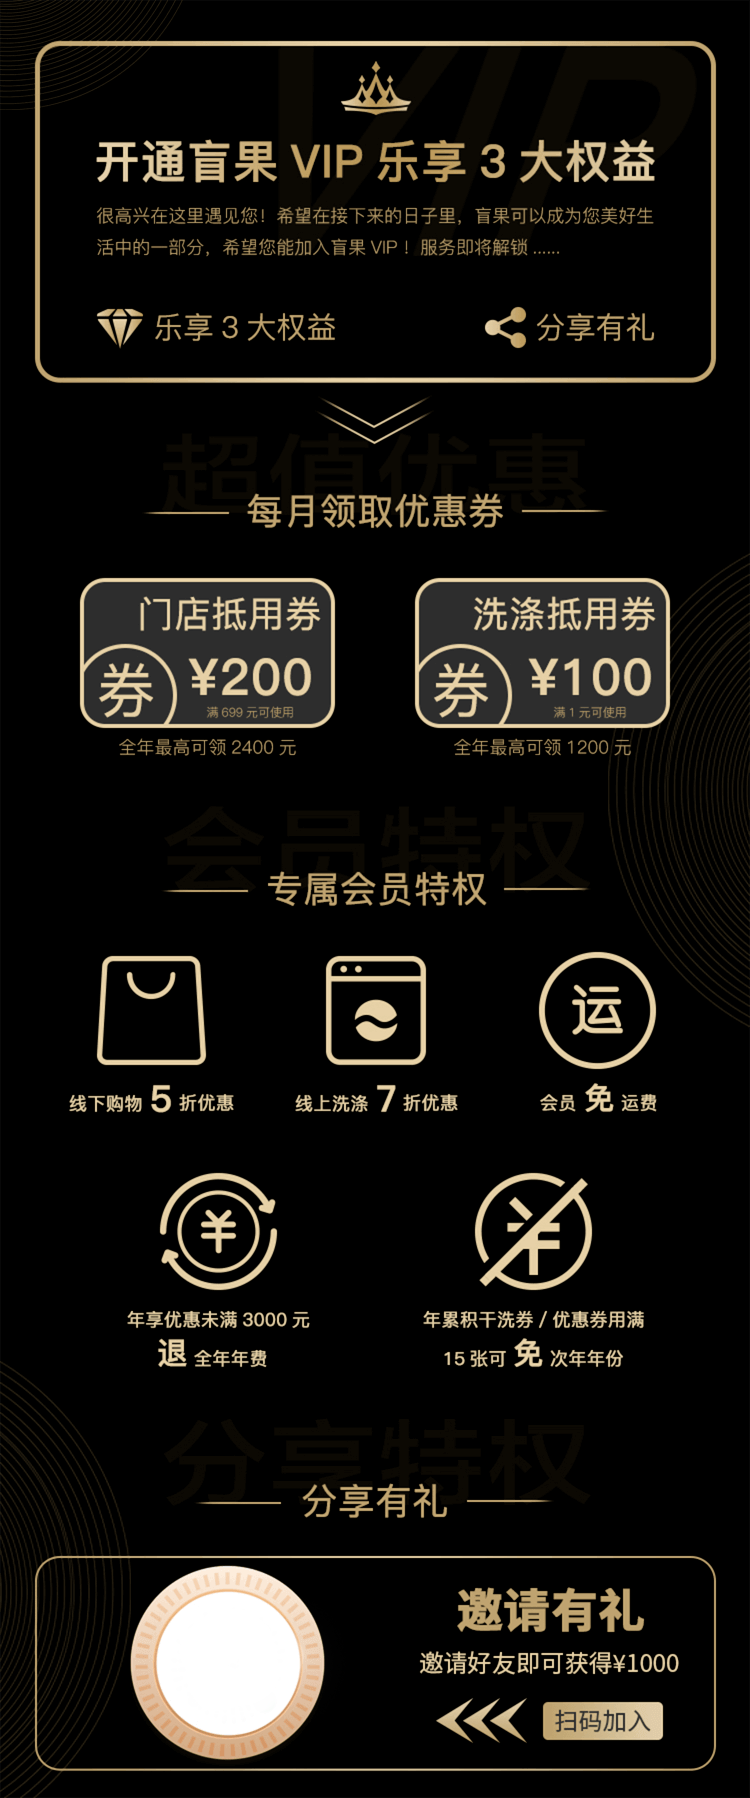 VIP
开通盲果 VIP 乐享 3 大权益
很高兴在这里遇见您！希望在接下来的日子里，盲果可以成为您美好生
活中的一部分，希望您能加入盲果 VIP ！服务即将解锁 ......
乐享 3 大权益
分享有礼
超值优惠
每月领取优惠券
门店抵用券
券
¥200
满 699 元可使用
全年最高可领 2400 元
洗涤抵用券
券
¥100
满 1 元可使用
全年最高可领 1200 元
会员特权
专属会员特权
线下购物 5 折优惠
线上洗涤 7 折优惠
运
会员 免 运费
¥
年享优惠未满 3000 元
退 全年年费
年累积干洗券 / 优惠券用满
15 张可 免 次年年份
分享特权
分享有礼
邀请有礼
邀请好友即可获得¥1000
扫码加入